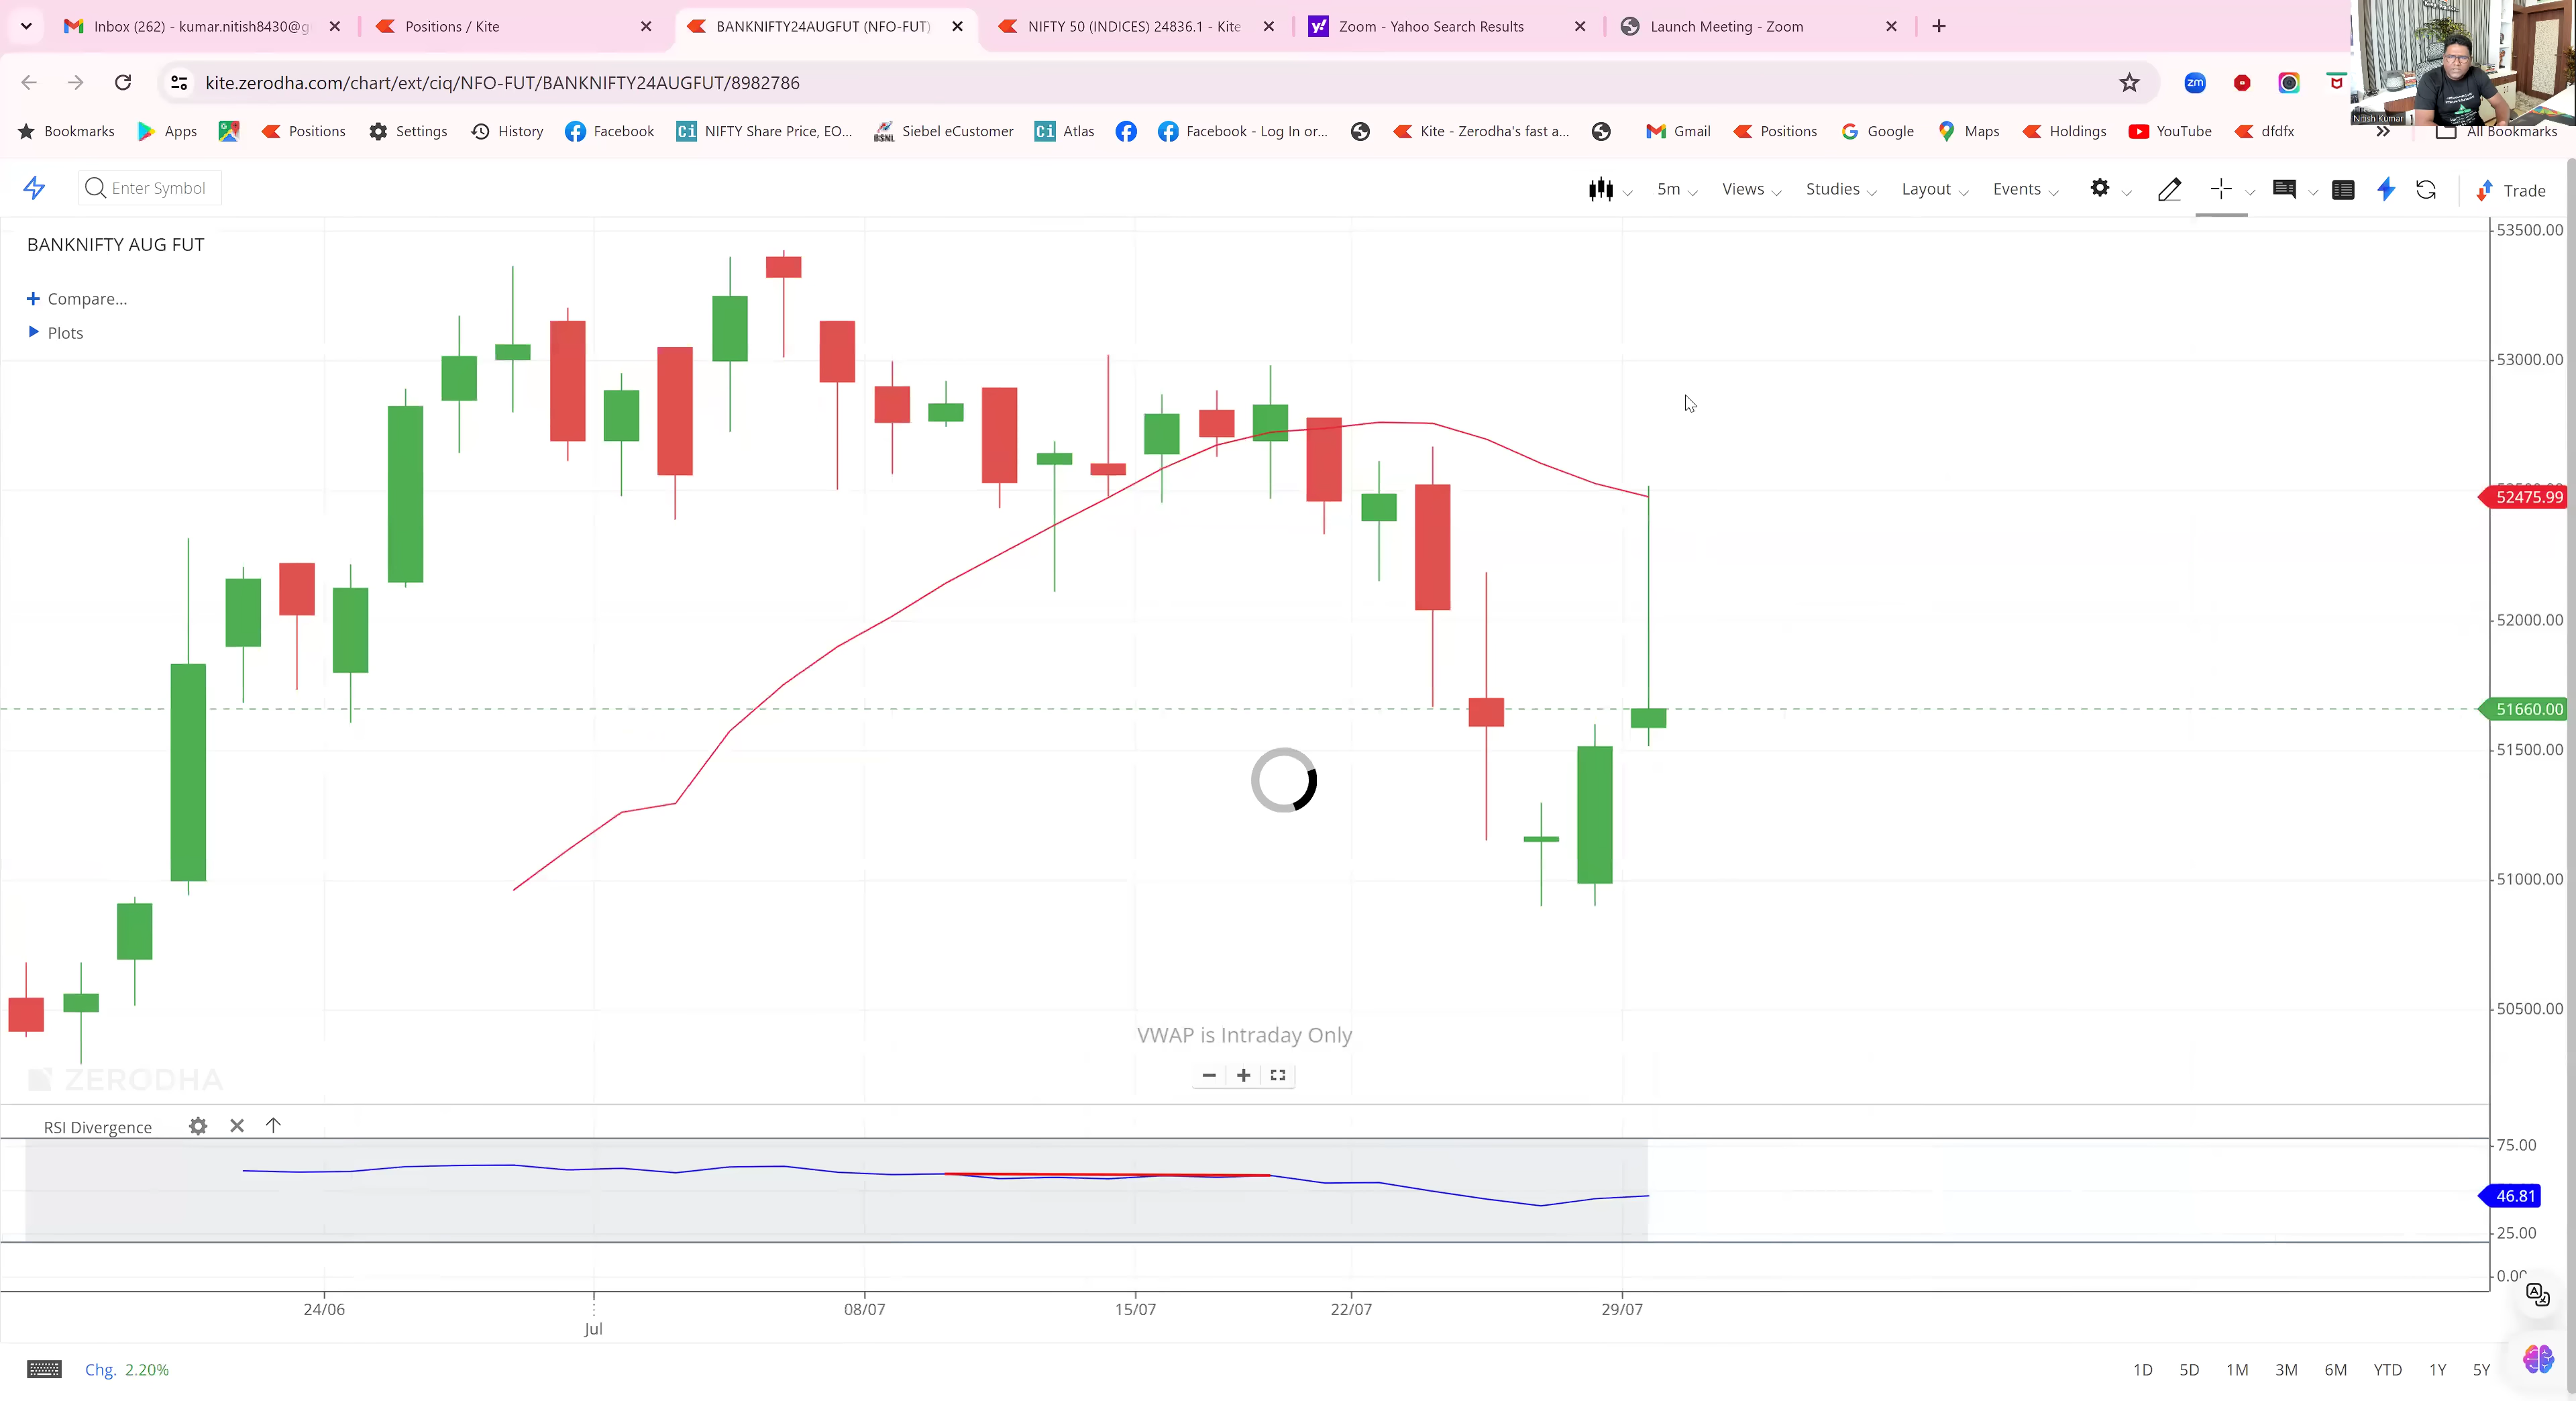 Inbox (262) - kumar.nitish8430@g
Positions / Kite
BANKNIFTY24AUGFUT (NFO-FUT)
NIFTY 50 (INDICES) 24836.1 - Kite
Zoom - Yahoo Search Results
Launch Meeting - Zoom
kite.zerodha.com/chart/ext/ciq/NFO-FUT/BANKNIFTY24AUGFUT/8982786
Nitish Kumar
Bookmarks
Apps
Positions
Settings
History
Facebook
NIFTY Share Price, EO...
Siebel eCustomer
Atlas
Facebook - Log In or...
Kite - Zerodha's fast a...
Gmail
Positions
Google
Maps
Holdings
YouTube
dfdfx
All Bookmarks
Enter Symbol
5m
Views
Studies
Layout
Events
Trade
BANKNIFTY AUG FUT
Compare...
Plots
53500.00
53000.00
52475.99
52000.00
51660.00
51500.00
51000.00
50500.00
VWAP is Intraday Only
ZERODHA
RSI Divergence
75.00
46.81
25.00
24/06
Jul
08/07
15/07
22/07
29/07
Chg. 2.20%
1D 5D 1M 3M 6M YTD 1Y 5Y